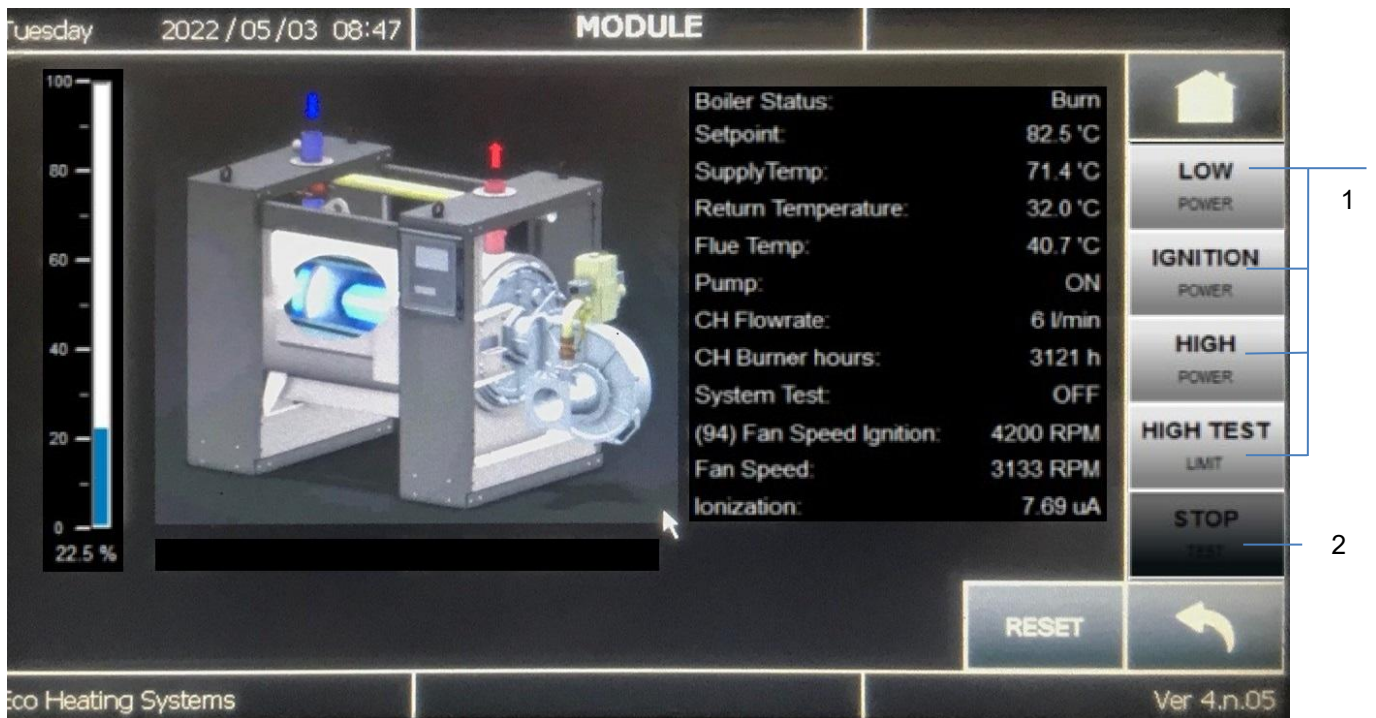 Tuesday 2022/05/03 08:47 MODULE
100
80
60
40
20
0
22.5 %
Boiler Status: Burn
Setpoint: 82.5 'C
SupplyTemp: 71.4 'C
Return Temperature: 32.0 'C
Flue Temp: 40.7 'C
Pump: ON
CH Flowrate: 6 l/min
CH Burner hours: 3121 h
System Test: OFF
(94) Fan Speed Ignition: 4200 RPM
Fan Speed: 3133 RPM
Ionization: 7.69 uA
LOW
POWER
IGNITION
POWER
HIGH
POWER
HIGH TEST
LIMIT
STOP
TEST
1
2
RESET
Eco Heating Systems Ver 4.n.05